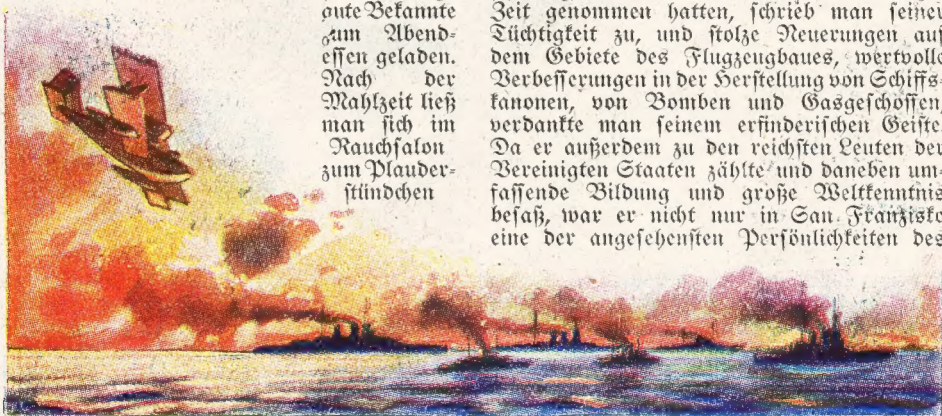 gute Bekannte
zum Abend-
essen geladen.
Nach der
Mahlzeit ließ
man sich im
Rauchsalon
zum Plauder-
stündchen
Zeit genommen hatten, schrieb man seiner
Tüchtigkeit zu, und stolze Neuerungen auf
dem Gebiete des Flugzeugbaues, wertvolle
Verbesserungen in der Herstellung von Schiffs-
kanonen, von Bomben und Gasgeschossen,
verdankte man seinem erfinderischen Geiste.
Da er außerdem zu den reichsten Leuten der
Vereinigten Staaten zählte und daneben um-
fassende Bildung und große Weltkenntnis
besaß, war er nicht nur in San Franzisko
eine der angesehensten Persönlichkeiten des